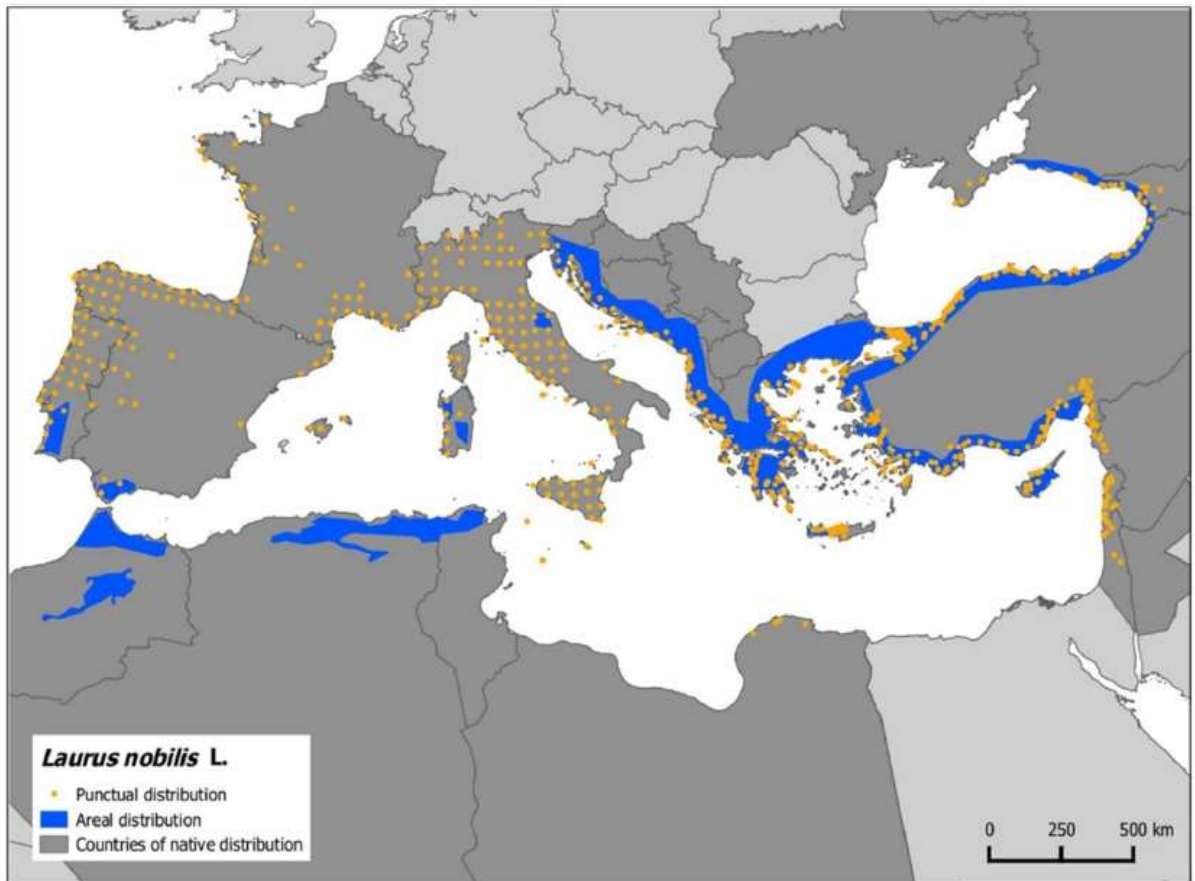 Laurus nobilis L.
Punctual distribution
Areal distribution
Countries of native distribution
0 250 500 km